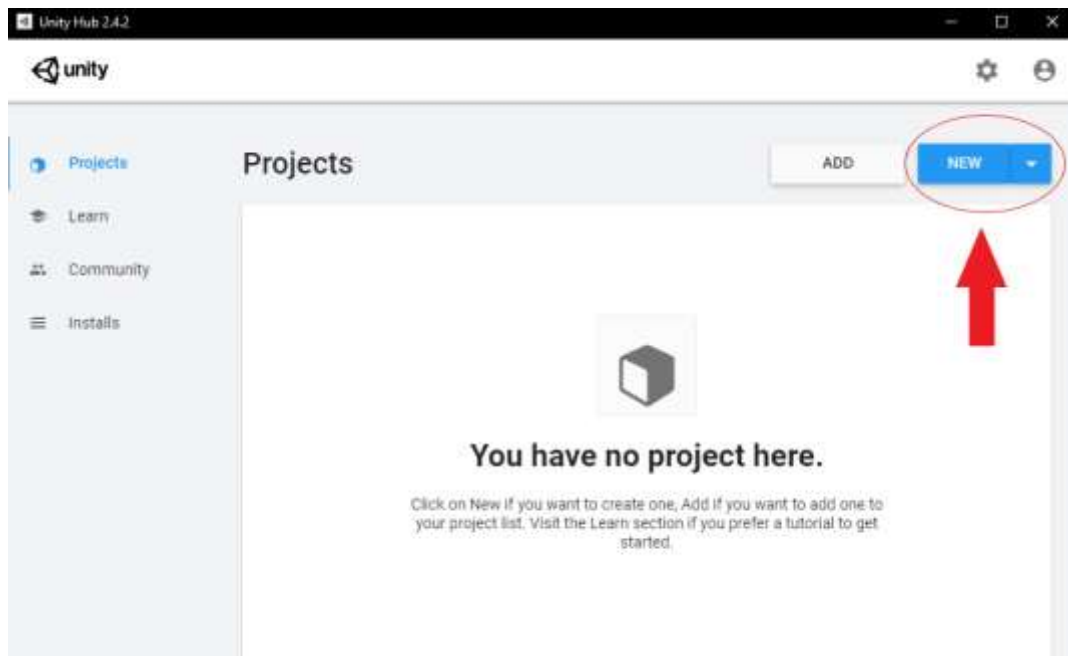 Unity Hub 2.4.2
unity
Projects
Learn
Community
Installs
Projects
ADD
NEW
You have no project here.
Click on New if you want to create one, Add if you want to add one to
your project list. Visit the Learn section if you prefer a tutorial to get
started.